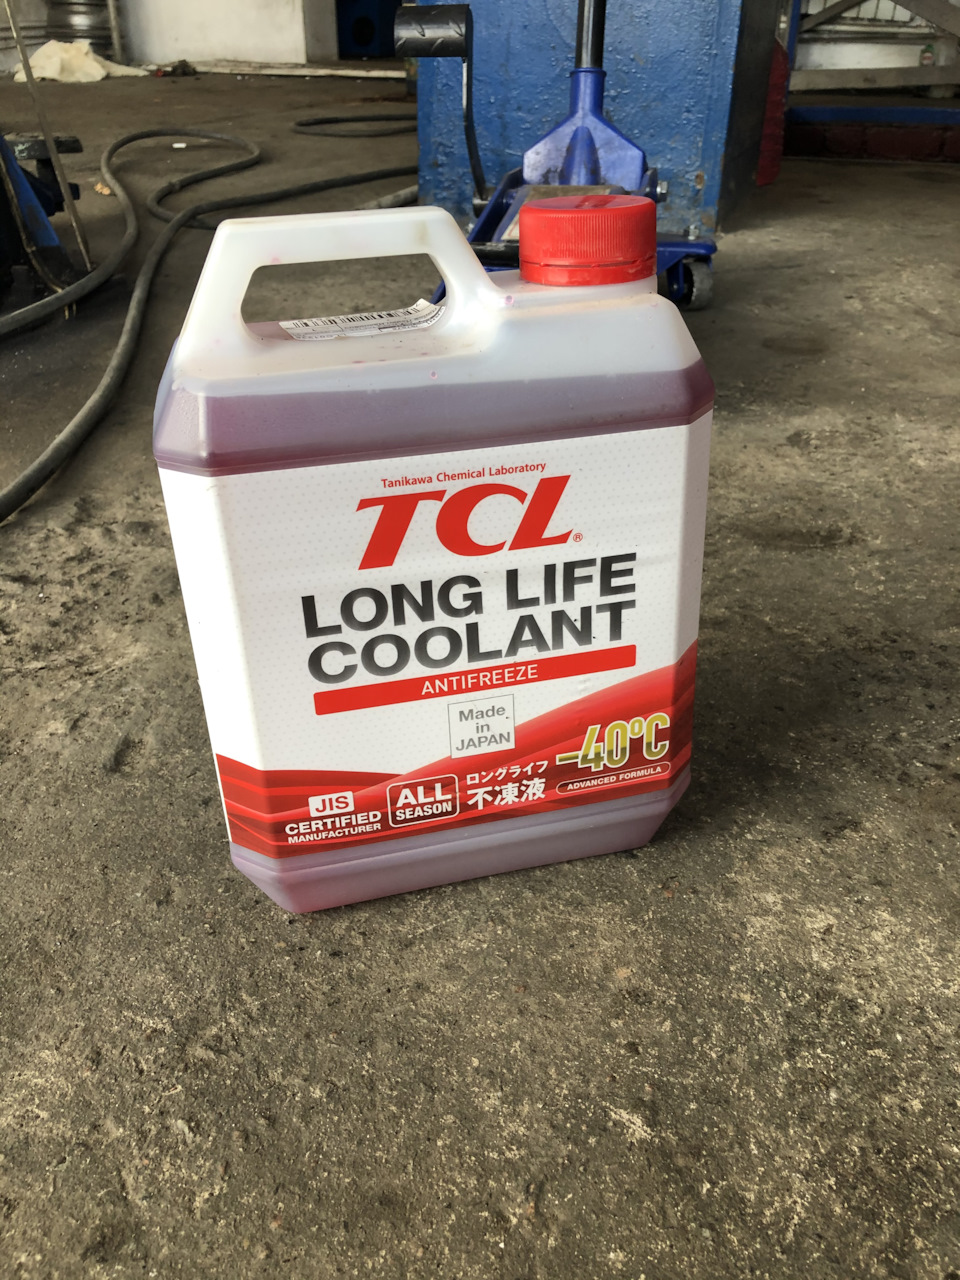 Tanikawa Chemical Laboratory
TCL®
LONG LIFE
COOLANT
ANTIFREEZE
Made
in
JAPAN
-40°C
ADVANCED FORMULA
JIS
CERTIFIED
MANUFACTURER
ALL
SEASON
ロングライフ
不凍液